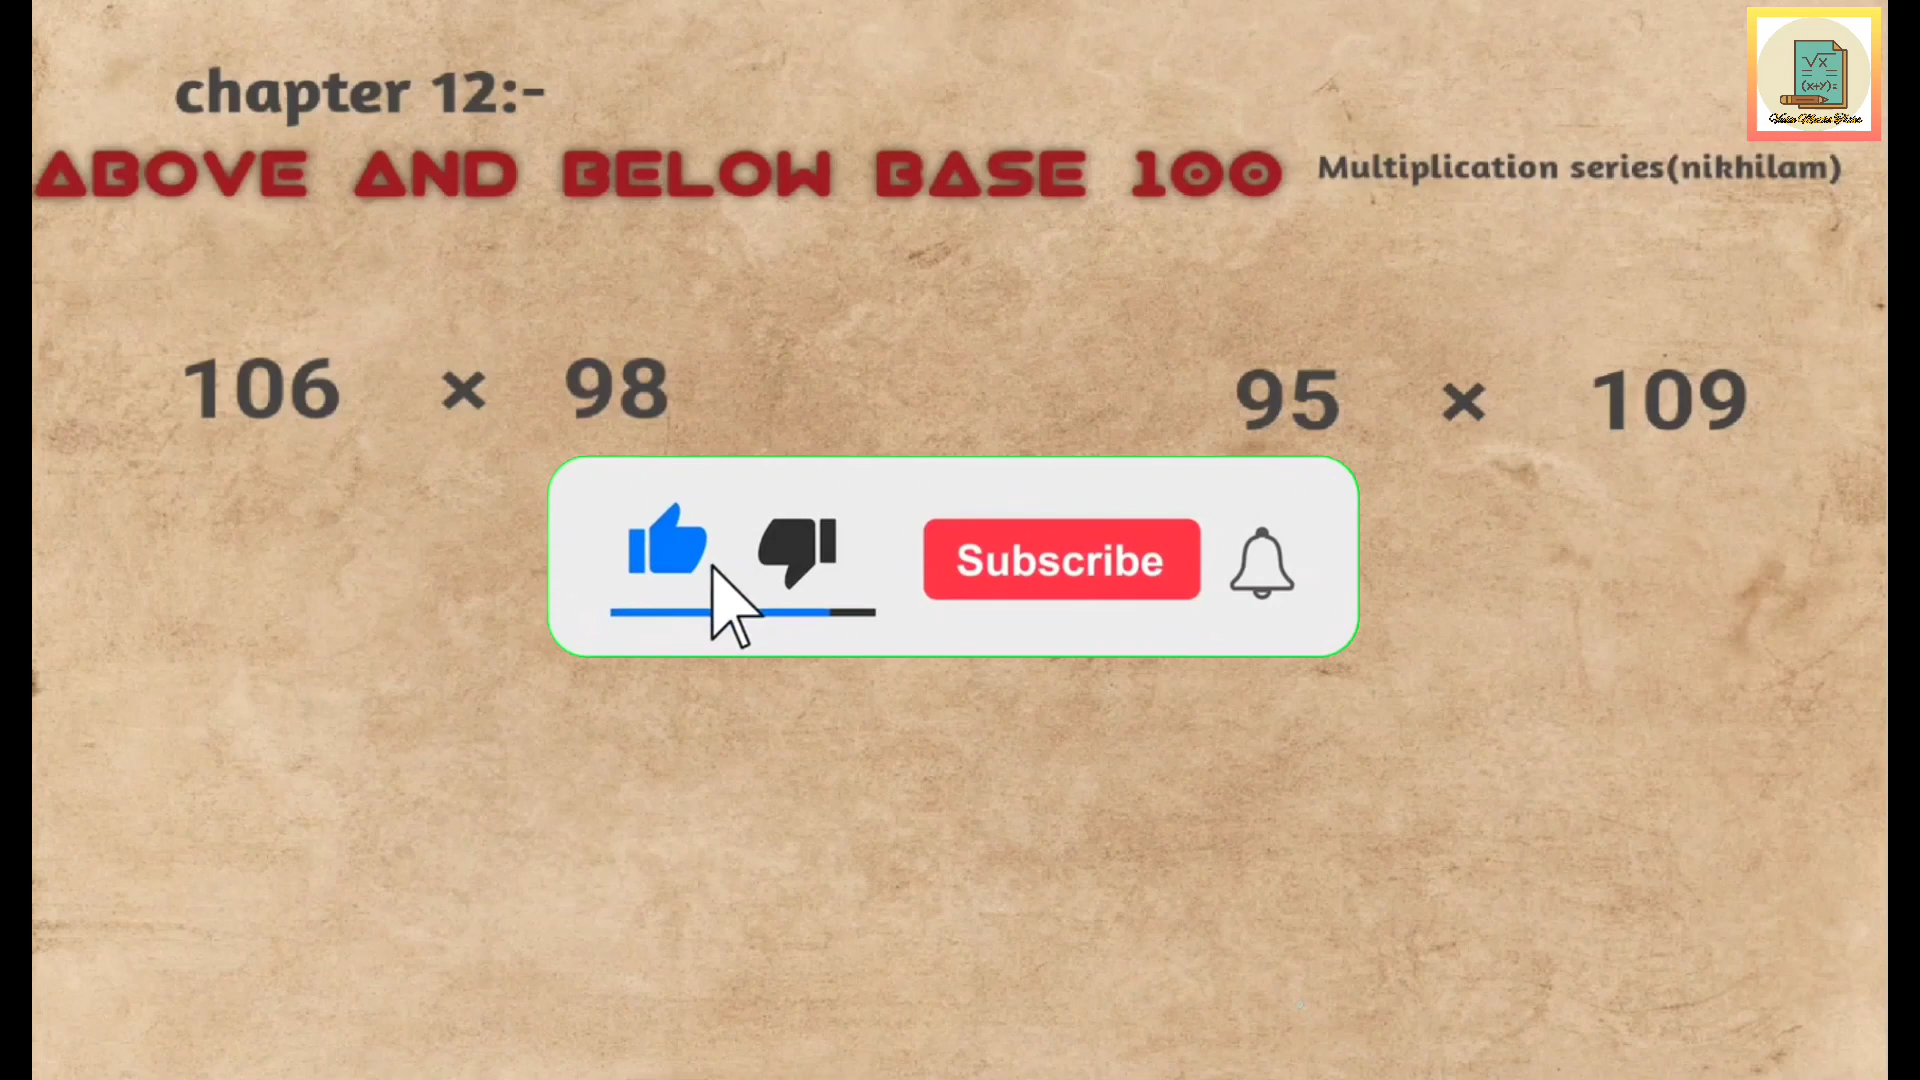 chapter 12:-
ABOVE AND BELOW BASE 100
Multiplication series(nikhilam)
√x
(x+y)=
106 × 98
95 × 109
Subscribe